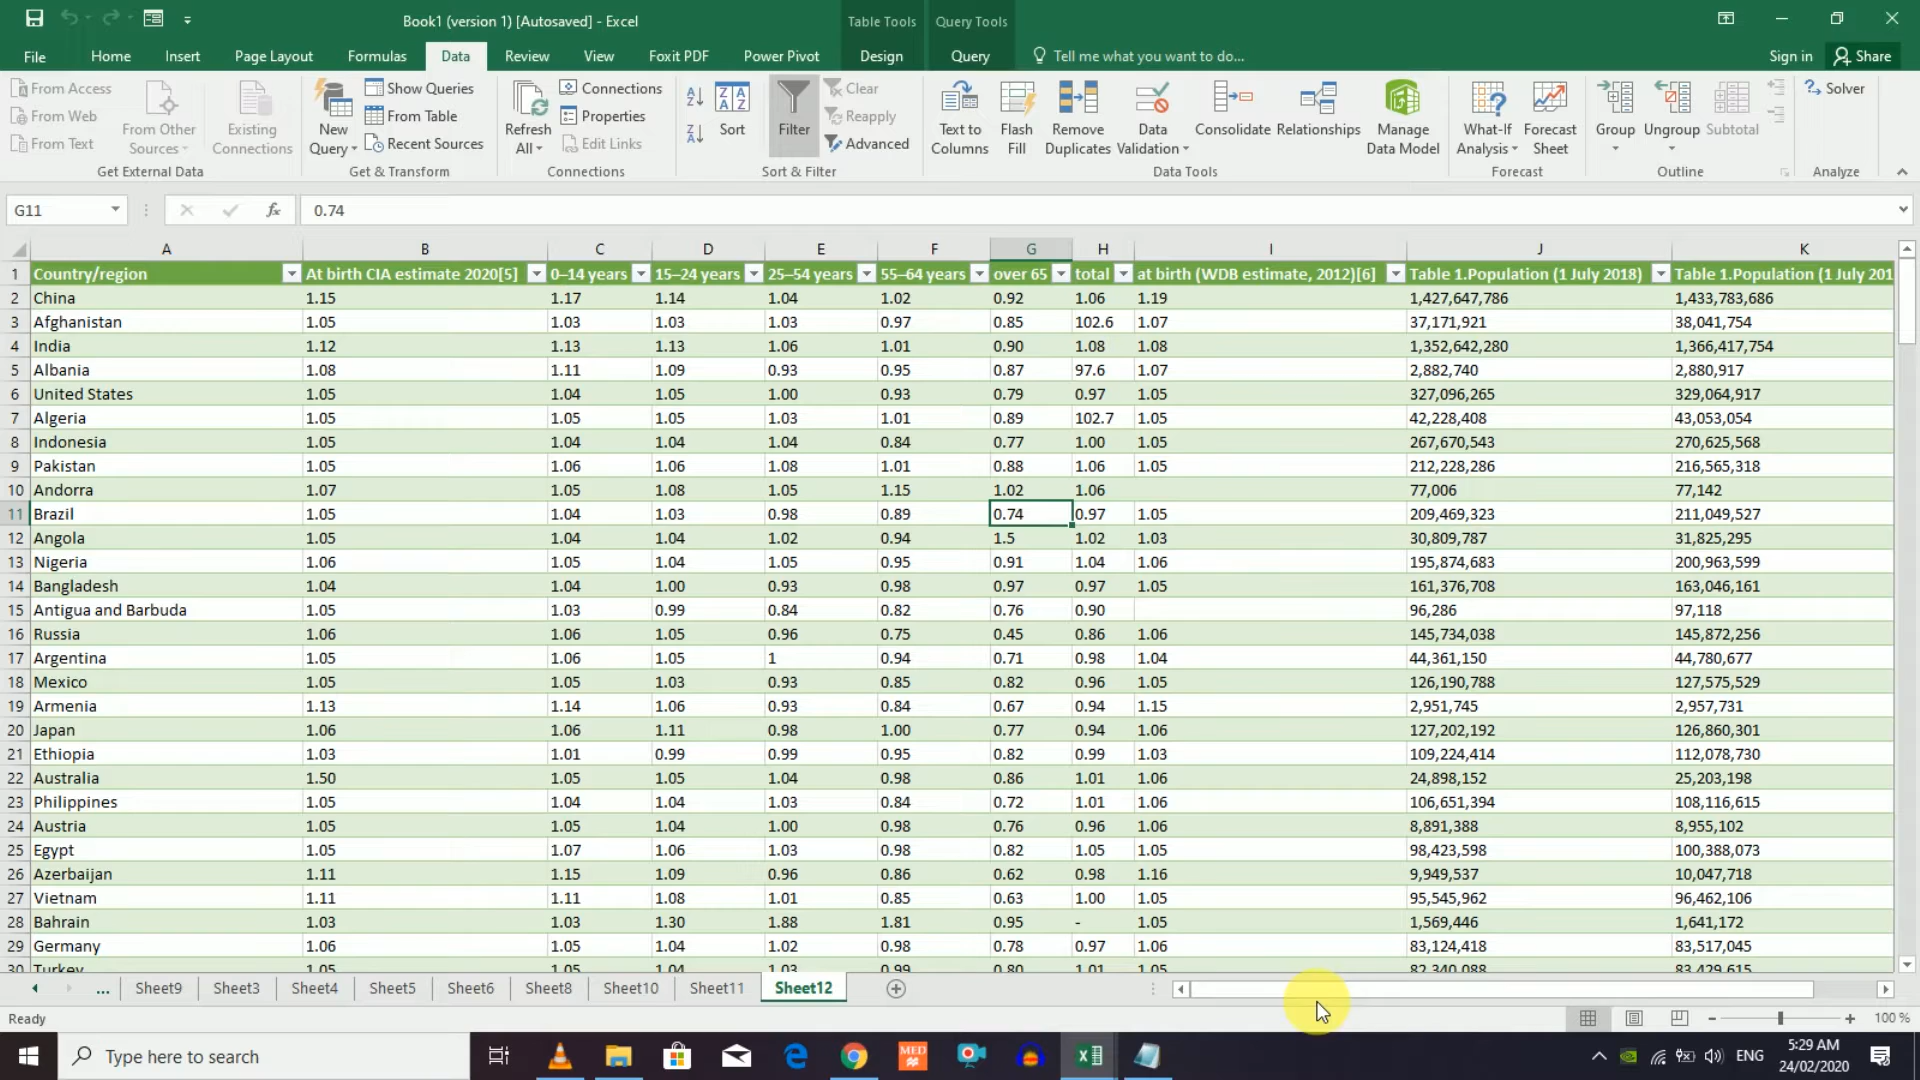 Book1 (version 1) [Autosaved] - Excel
Table Tools
Query Tools
File
Home
Insert
Page Layout
Formulas
Data
Review
View
Foxit PDF
Power Pivot
Design
Query
Tell me what you want to do...
Sign in
Share
From Access
From Web
From Text
From Other Sources
Existing Connections
Get External Data
New Query
Show Queries
From Table
Recent Sources
Get & Transform
Refresh All
Connections
Properties
Edit Links
Connections
Sort
Filter
Clear
Reapply
Advanced
Sort & Filter
Text to Columns
Flash Fill
Remove Duplicates
Data Validation
Consolidate
Relationships
Manage Data Model
Data Tools
What-If Analysis
Forecast Sheet
Forecast
Group
Ungroup
Subtotal
Outline
Solver
Analyze
G11
fx
0.74
A B C D E F G H I J K
1 Country/region At birth CIA estimate 2020[5] 0–14 years 15–24 years 25–54 years 55–64 years over 65 total at birth (WDB estimate, 2012)[6] Table 1.Population (1 July 2018) Table 1.Population (1 July 201
2 China 1.15 1.17 1.14 1.04 1.02 0.92 1.06 1.19 1,427,647,786 1,433,783,686
3 Afghanistan 1.05 1.03 1.03 1.03 0.97 0.85 102.6 1.07 37,171,921 38,041,754
4 India 1.12 1.13 1.13 1.06 1.01 0.90 1.08 1.08 1,352,642,280 1,366,417,754
5 Albania 1.08 1.11 1.09 0.93 0.95 0.87 97.6 1.07 2,882,740 2,880,917
6 United States 1.05 1.04 1.05 1.00 0.93 0.79 0.97 1.05 327,096,265 329,064,917
7 Algeria 1.05 1.05 1.05 1.03 1.01 0.89 102.7 1.05 42,228,408 43,053,054
8 Indonesia 1.05 1.04 1.04 1.04 0.84 0.77 1.00 1.05 267,670,543 270,625,568
9 Pakistan 1.05 1.06 1.06 1.08 1.01 0.88 1.06 1.05 212,228,286 216,565,318
10 Andorra 1.07 1.05 1.08 1.05 1.15 1.02 1.06 77,006 77,142
11 Brazil 1.05 1.04 1.03 0.98 0.89 0.74 0.97 1.05 209,469,323 211,049,527
12 Angola 1.05 1.04 1.04 1.02 0.94 1.5 1.02 1.03 30,809,787 31,825,295
13 Nigeria 1.06 1.05 1.04 1.05 0.95 0.91 1.04 1.06 195,874,683 200,963,599
14 Bangladesh 1.04 1.04 1.00 0.93 0.98 0.97 0.97 1.05 161,376,708 163,046,161
15 Antigua and Barbuda 1.05 1.03 0.99 0.84 0.82 0.76 0.90 96,286 97,118
16 Russia 1.06 1.06 1.05 0.96 0.75 0.45 0.86 1.06 145,734,038 145,872,256
17 Argentina 1.05 1.06 1.05 1 0.94 0.71 0.98 1.04 44,361,150 44,780,677
18 Mexico 1.05 1.05 1.03 0.93 0.85 0.82 0.96 1.05 126,190,788 127,575,529
19 Armenia 1.13 1.14 1.06 0.93 0.84 0.67 0.94 1.15 2,951,745 2,957,731
20 Japan 1.06 1.06 1.11 0.98 1.00 0.77 0.94 1.06 127,202,192 126,860,301
21 Ethiopia 1.03 1.01 0.99 0.99 0.95 0.82 0.99 1.03 109,224,414 112,078,730
22 Australia 1.50 1.05 1.05 1.04 0.98 0.86 1.01 1.06 24,898,152 25,203,198
23 Philippines 1.05 1.04 1.04 1.03 0.84 0.72 1.01 1.06 106,651,394 108,116,615
24 Austria 1.05 1.05 1.04 1.00 0.98 0.76 0.96 1.06 8,891,388 8,955,102
25 Egypt 1.05 1.07 1.06 1.03 0.98 0.82 1.05 1.05 98,423,598 100,388,073
26 Azerbaijan 1.11 1.15 1.09 0.96 0.86 0.62 0.98 1.16 9,949,537 10,047,718
27 Vietnam 1.11 1.11 1.08 1.01 0.85 0.63 1.00 1.06 95,545,962 96,462,106
28 Bahrain 1.03 1.03 1.30 1.88 1.81 0.95 - 1.05 1,569,446 1,641,172
29 Germany 1.06 1.05 1.04 1.02 0.98 0.78 0.97 1.06 83,124,418 83,517,045
30 Turkey 1.05 1.05 1.04 1.03 0.99 0.80 1.01 1.05 82,340,088 83,429,615
... Sheet9 Sheet3 Sheet4 Sheet5 Sheet6 Sheet8 Sheet10 Sheet11 Sheet12
Ready
100 %
Type here to search
MED
ENG
5:29 AM
24/02/2020